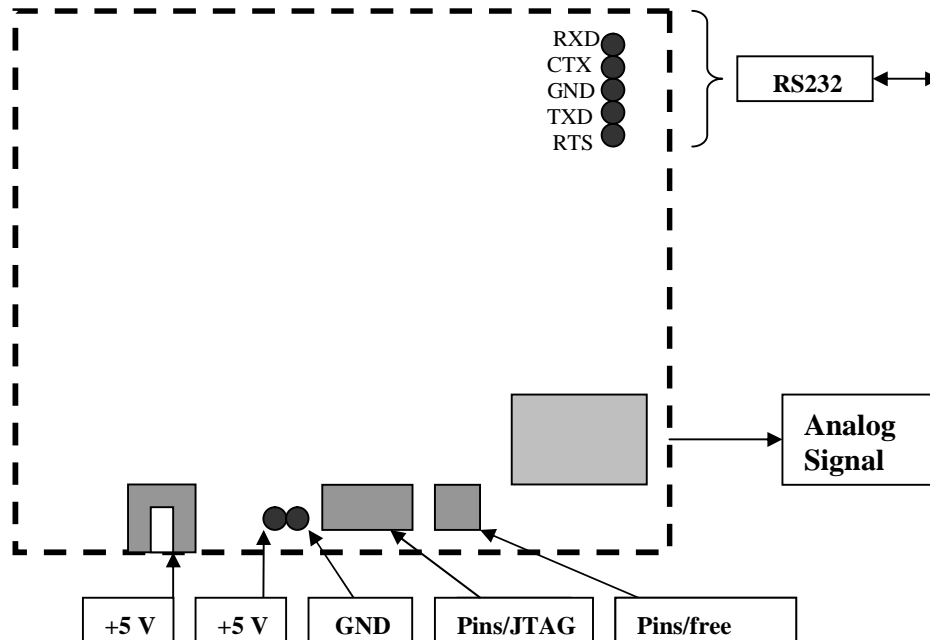 RXD
CTX
GND
TXD
RTS
RS232
Analog
Signal
+5 V
+5 V
GND
Pins/JTAG
Pins/free